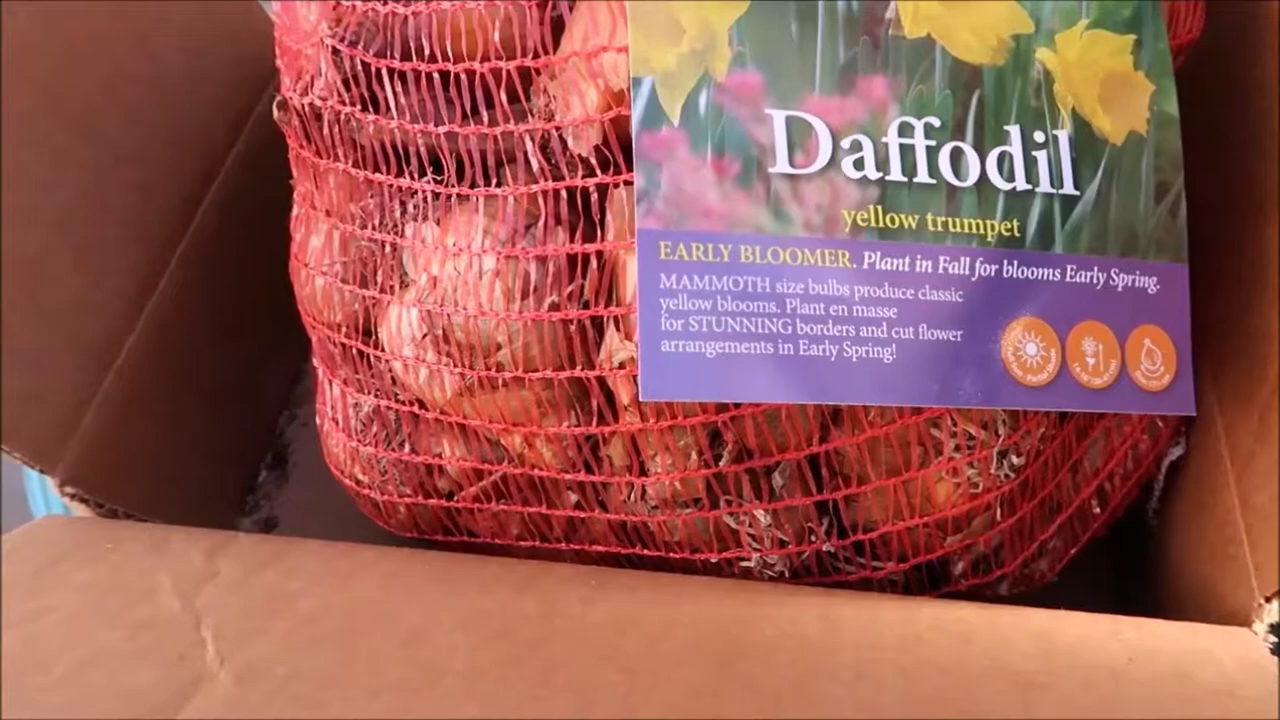 Daffodil
yellow trumpet
EARLY BLOOMER. Plant in Fall for blooms Early Spring.
MAMMOTH size bulbs produce classic
yellow blooms. Plant en masse
for STUNNING borders and cut flower
arrangements in Early Spring!